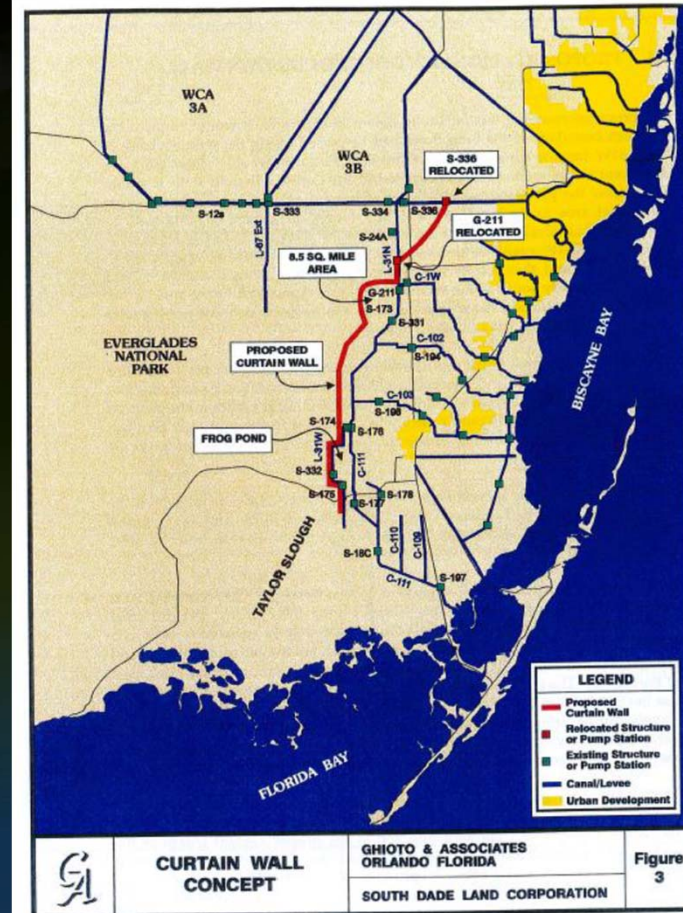 WCA
3A
WCA
3B
S-336
RELOCATED
S-12s
S-333
S-334
S-336
G-211
RELOCATED
L-67 Ext
S-24A
L-31N
8.5 SQ. MILE
AREA
C-1W
G-211
S-173
S-331
EVERGLADES
NATIONAL
PARK
C-102
S-194
PROPOSED
CURTAIN WALL
BISCAYNE BAY
C-103
S-196
S-174
S-176
FROG POND
L-31W
C-111
S-332
S-175
S-177
S-178
TAYLOR SLOUGH
C-110
C-109
S-18C
C-111
S-197
FLORIDA BAY
LEGEND
Proposed
Curtain Wall
Relocated Structure
or Pump Station
Existing Structure
or Pump Station
Canal/Levee
Urban Development
GA
CURTAIN WALL
CONCEPT
GHIOTO & ASSOCIATES
ORLANDO FLORIDA
SOUTH DADE LAND CORPORATION
Figure
3